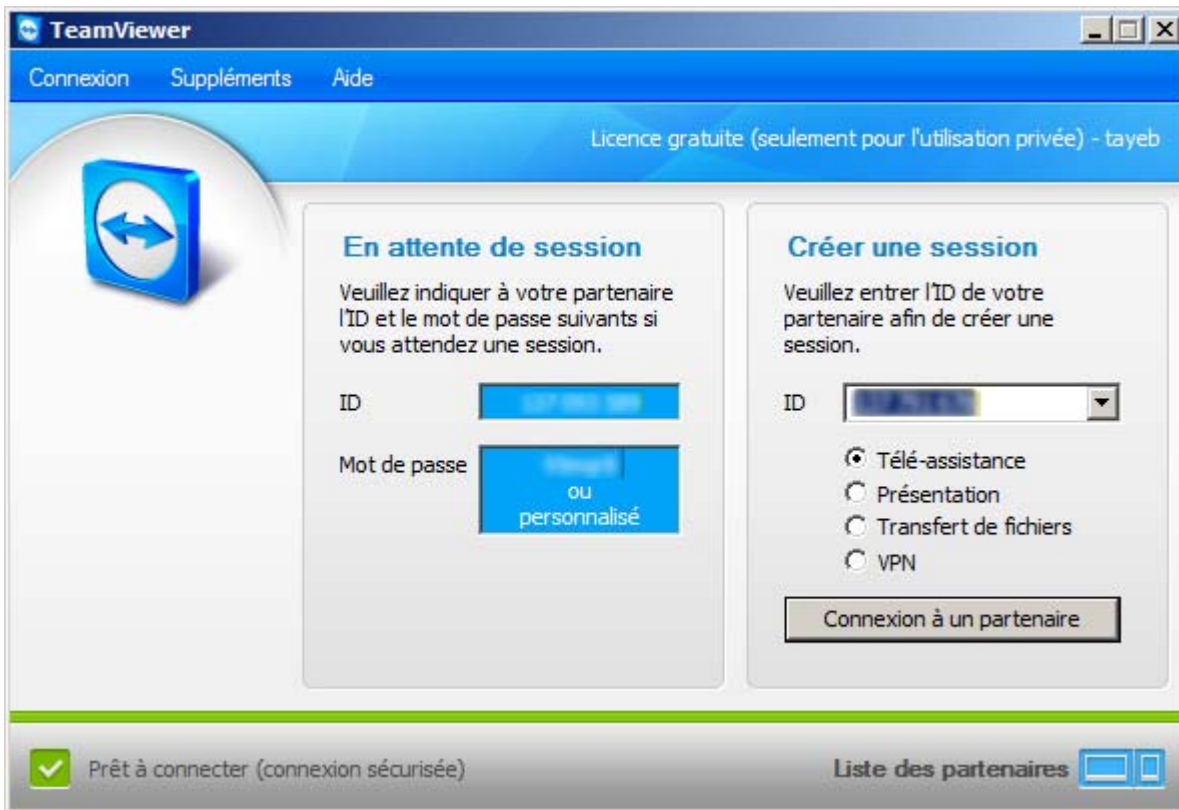 TeamViewer
Connexion Suppléments Aide
Licence gratuite (seulement pour l'utilisation privée) - tayeb
En attente de session
Veuillez indiquer à votre partenaire
l'ID et le mot de passe suivants si
vous attendez une session.
ID
Mot de passe
ou
personnalisé
Créer une session
Veuillez entrer l'ID de votre
partenaire afin de créer une
session.
ID
Télé-assistance
Présentation
Transfert de fichiers
VPN
Connexion à un partenaire
Prêt à connecter (connexion sécurisée)
Liste des partenaires